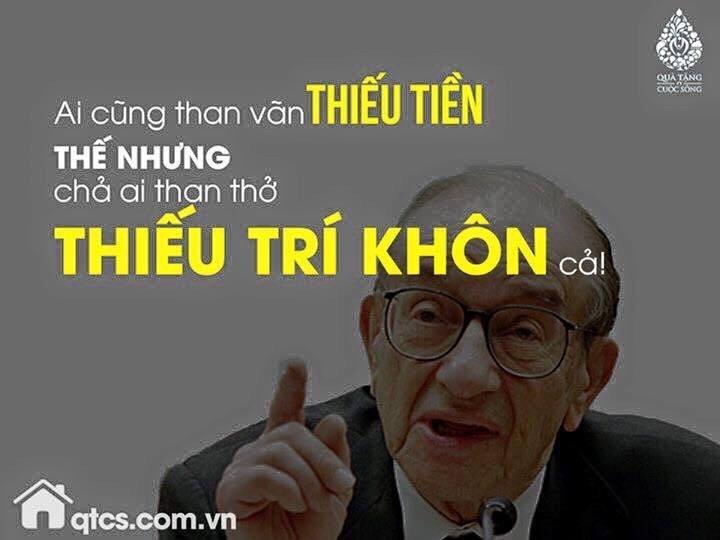 QUÀ TẶNG
CUỘC SỐNG
Ai cũng than vãn THIẾU TIỀN
THẾ NHƯNG
chả ai than thở
THIẾU TRÍ KHÔN cả!
qtcs.com.vn